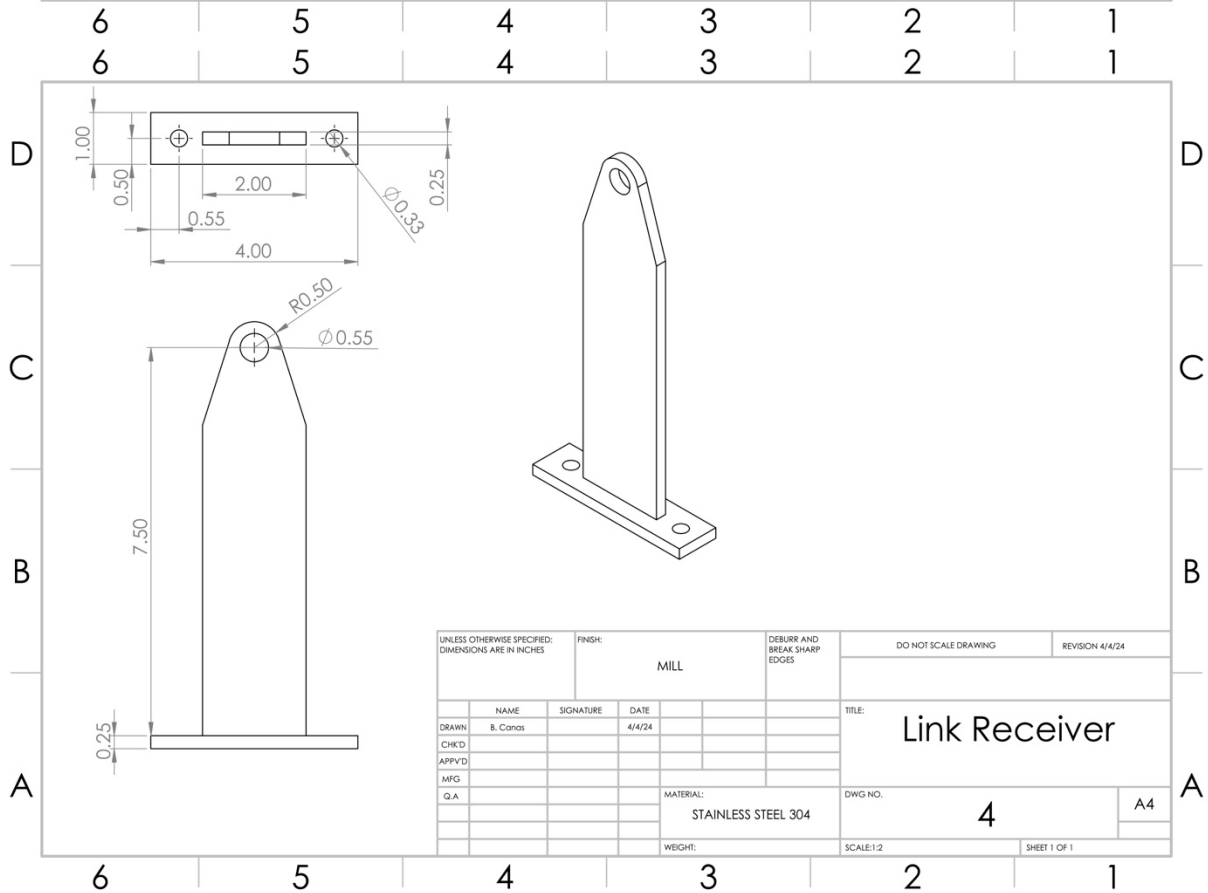 6 5 4 3 2 1
6 5 4 3 2 1
D D
1.00
0.50
2.00
0.25
0.55
∅0.33
4.00
R0.50
∅0.55
C C
7.50
B B
0.25
A A
UNLESS OTHERWISE SPECIFIED:
DIMENSIONS ARE IN INCHES
FINISH:
MILL
DEBURR AND
BREAK SHARP
EDGES
DO NOT SCALE DRAWING
REVISION 4/4/24
NAME SIGNATURE DATE
DRAWN B. Canas 4/4/24
CHK'D
APPV'D
MFG
Q.A
TITLE:
Link Receiver
MATERIAL:
STAINLESS STEEL 304
DWG NO.
4
A4
WEIGHT:
SCALE:1:2
SHEET 1 OF 1
6 5 4 3 2 1